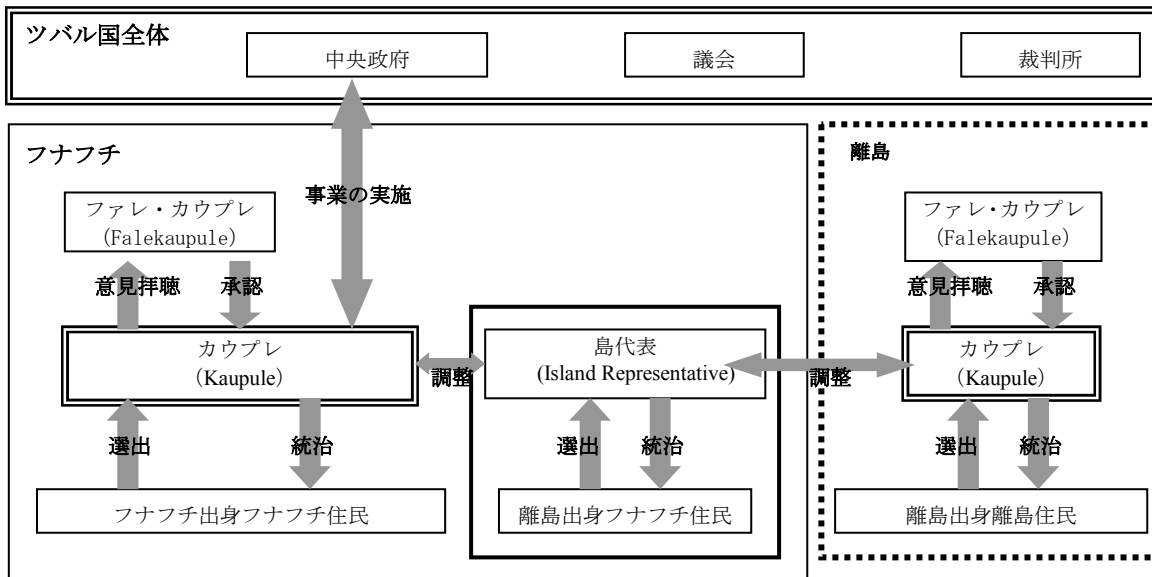 ツバル国全体
中央政府
議会
裁判所
フナフチ
事業の実施
ファレ・カウプレ
(Falekaupule)
意見拝聴
承認
カウプレ
(Kaupule)
調整
島代表
(Island Representative)
選出
統治
選出
統治
フナフチ出身フナフチ住民
離島出身フナフチ住民
調整
離島
ファレ・カウプレ
(Falekaupule)
意見拝聴
承認
カウプレ
(Kaupule)
選出
統治
離島出身離島住民